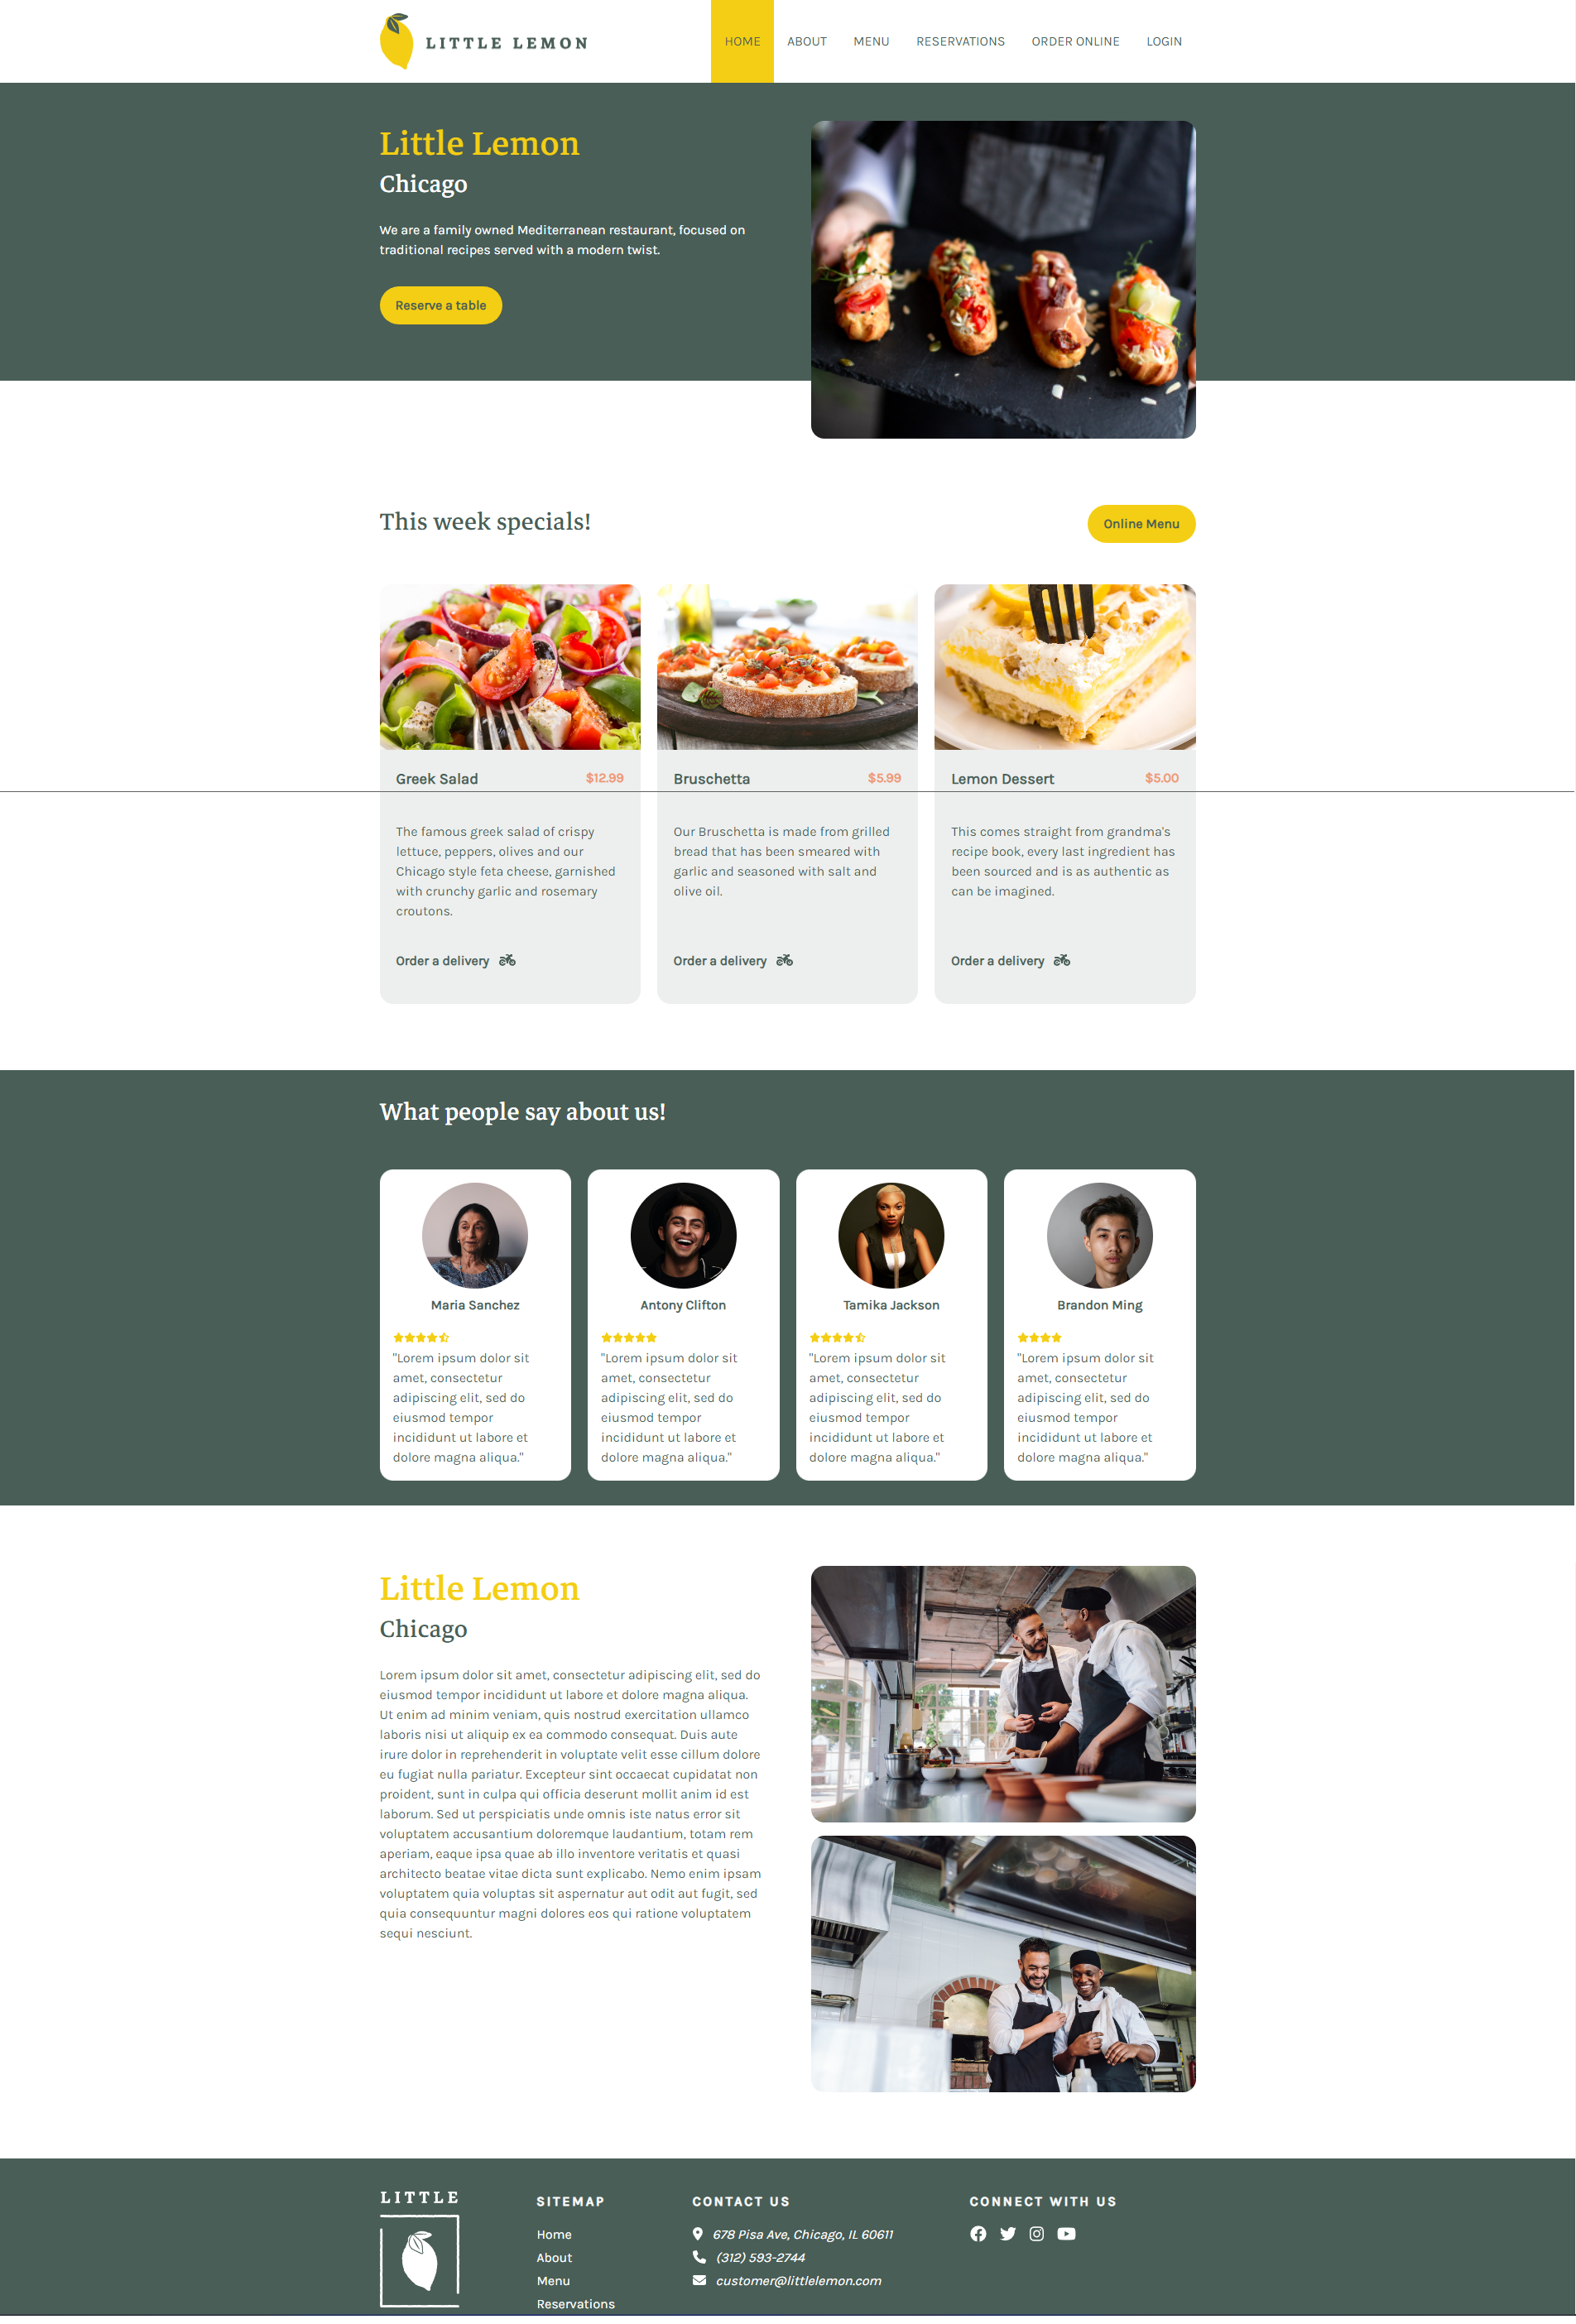 LITTLE LEMON
HOME ABOUT MENU RESERVATIONS ORDER ONLINE LOGIN
Little Lemon
Chicago
We are a family owned Mediterranean restaurant, focused on
traditional recipes served with a modern twist.
Reserve a table
This week specials!
Online Menu
Greek Salad $12.99
The famous greek salad of crispy
lettuce, peppers, olives and our
Chicago style feta cheese, garnished
with crunchy garlic and rosemary
croutons.
Order a delivery
Bruschetta $5.99
Our Bruschetta is made from grilled
bread that has been smeared with
garlic and seasoned with salt and
olive oil.
Order a delivery
Lemon Dessert $5.00
This comes straight from grandma's
recipe book, every last ingredient has
been sourced and is as authentic as
can be imagined.
Order a delivery
What people say about us!
Maria Sanchez
"Lorem ipsum dolor sit
amet, consectetur
adipiscing elit, sed do
eiusmod tempor
incididunt ut labore et
dolore magna aliqua."
Antony Clifton
"Lorem ipsum dolor sit
amet, consectetur
adipiscing elit, sed do
eiusmod tempor
incididunt ut labore et
dolore magna aliqua."
Tamika Jackson
"Lorem ipsum dolor sit
amet, consectetur
adipiscing elit, sed do
eiusmod tempor
incididunt ut labore et
dolore magna aliqua."
Brandon Ming
"Lorem ipsum dolor sit
amet, consectetur
adipiscing elit, sed do
eiusmod tempor
incididunt ut labore et
dolore magna aliqua."
Little Lemon
Chicago
Lorem ipsum dolor sit amet, consectetur adipiscing elit, sed do
eiusmod tempor incididunt ut labore et dolore magna aliqua.
Ut enim ad minim veniam, quis nostrud exercitation ullamco
laboris nisi ut aliquip ex ea commodo consequat. Duis aute
irure dolor in reprehenderit in voluptate velit esse cillum dolore
eu fugiat nulla pariatur. Excepteur sint occaecat cupidatat non
proident, sunt in culpa qui officia deserunt mollit anim id est
laborum. Sed ut perspiciatis unde omnis iste natus error sit
voluptatem accusantium doloremque laudantium, totam rem
aperiam, eaque ipsa quae ab illo inventore veritatis et quasi
architecto beatae vitae dicta sunt explicabo. Nemo enim ipsam
voluptatem quia voluptas sit aspernatur aut odit aut fugit, sed
quia consequuntur magni dolores eos qui ratione voluptatem
sequi nesciunt.
LITTLE
SITEMAP
Home
About
Menu
Reservations
CONTACT US
678 Pisa Ave, Chicago, IL 60611
(312) 593-2744
customer@littlelemon.com
CONNECT WITH US